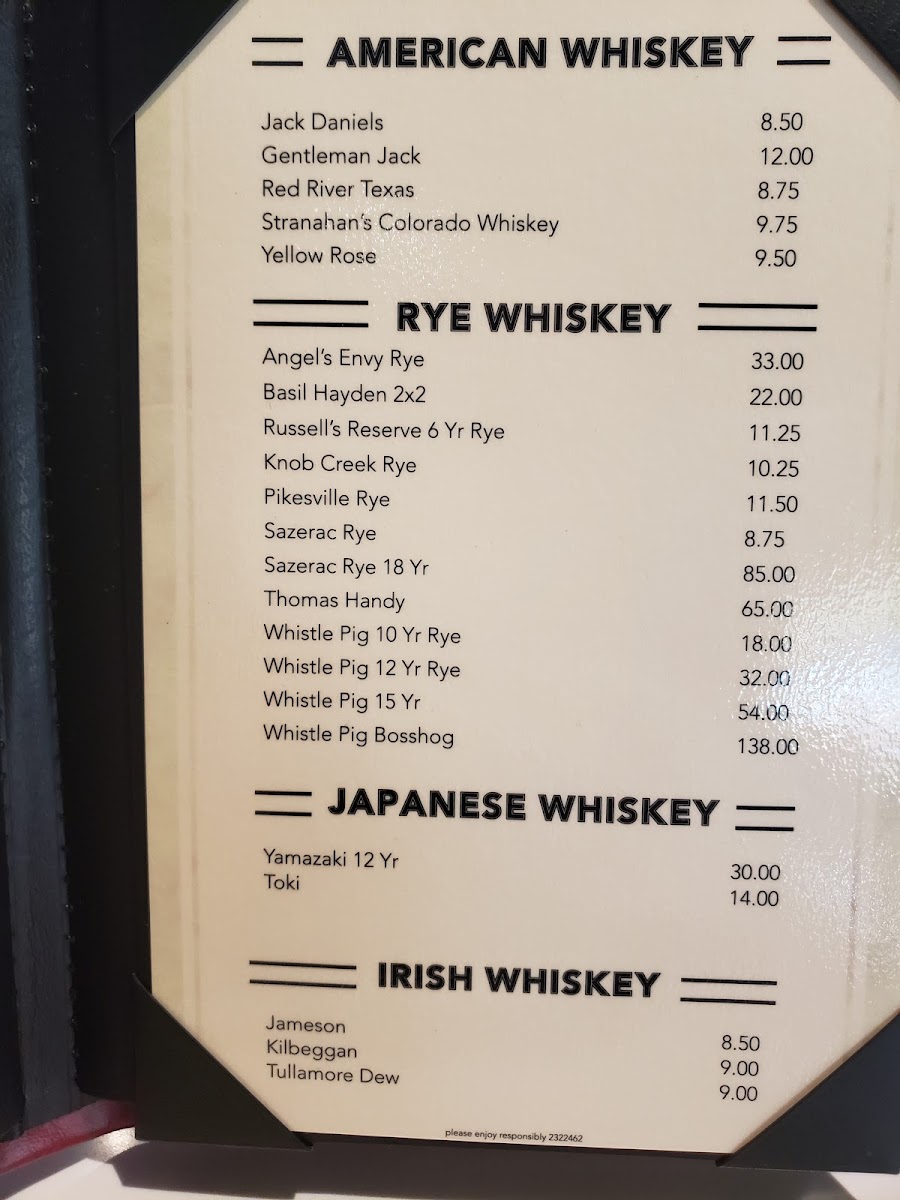 AMERICAN WHISKEY
Jack Daniels 8.50
Gentleman Jack 12.00
Red River Texas 8.75
Stranahan's Colorado Whiskey 9.75
Yellow Rose 9.50
RYE WHISKEY
Angel's Envy Rye 33.00
Basil Hayden 2x2 22.00
Russell's Reserve 6 Yr Rye 11.25
Knob Creek Rye 10.25
Pikesville Rye 11.50
Sazerac Rye 8.75
Sazerac Rye 18 Yr 85.00
Thomas Handy 65.00
Whistle Pig 10 Yr Rye 18.00
Whistle Pig 12 Yr Rye 32.00
Whistle Pig 15 Yr 54.00
Whistle Pig Bosshog 138.00
JAPANESE WHISKEY
Yamazaki 12 Yr 30.00
Toki 14.00
IRISH WHISKEY
Jameson 8.50
Kilbeggan 9.00
Tullamore Dew 9.00
please enjoy responsibly 2322462